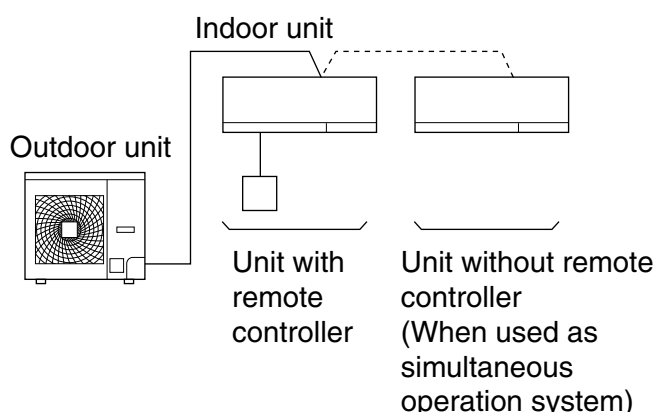 Indoor unit
Outdoor unit
Unit with
remote
controller
Unit without remote
controller
(When used as
simultaneous
operation system)